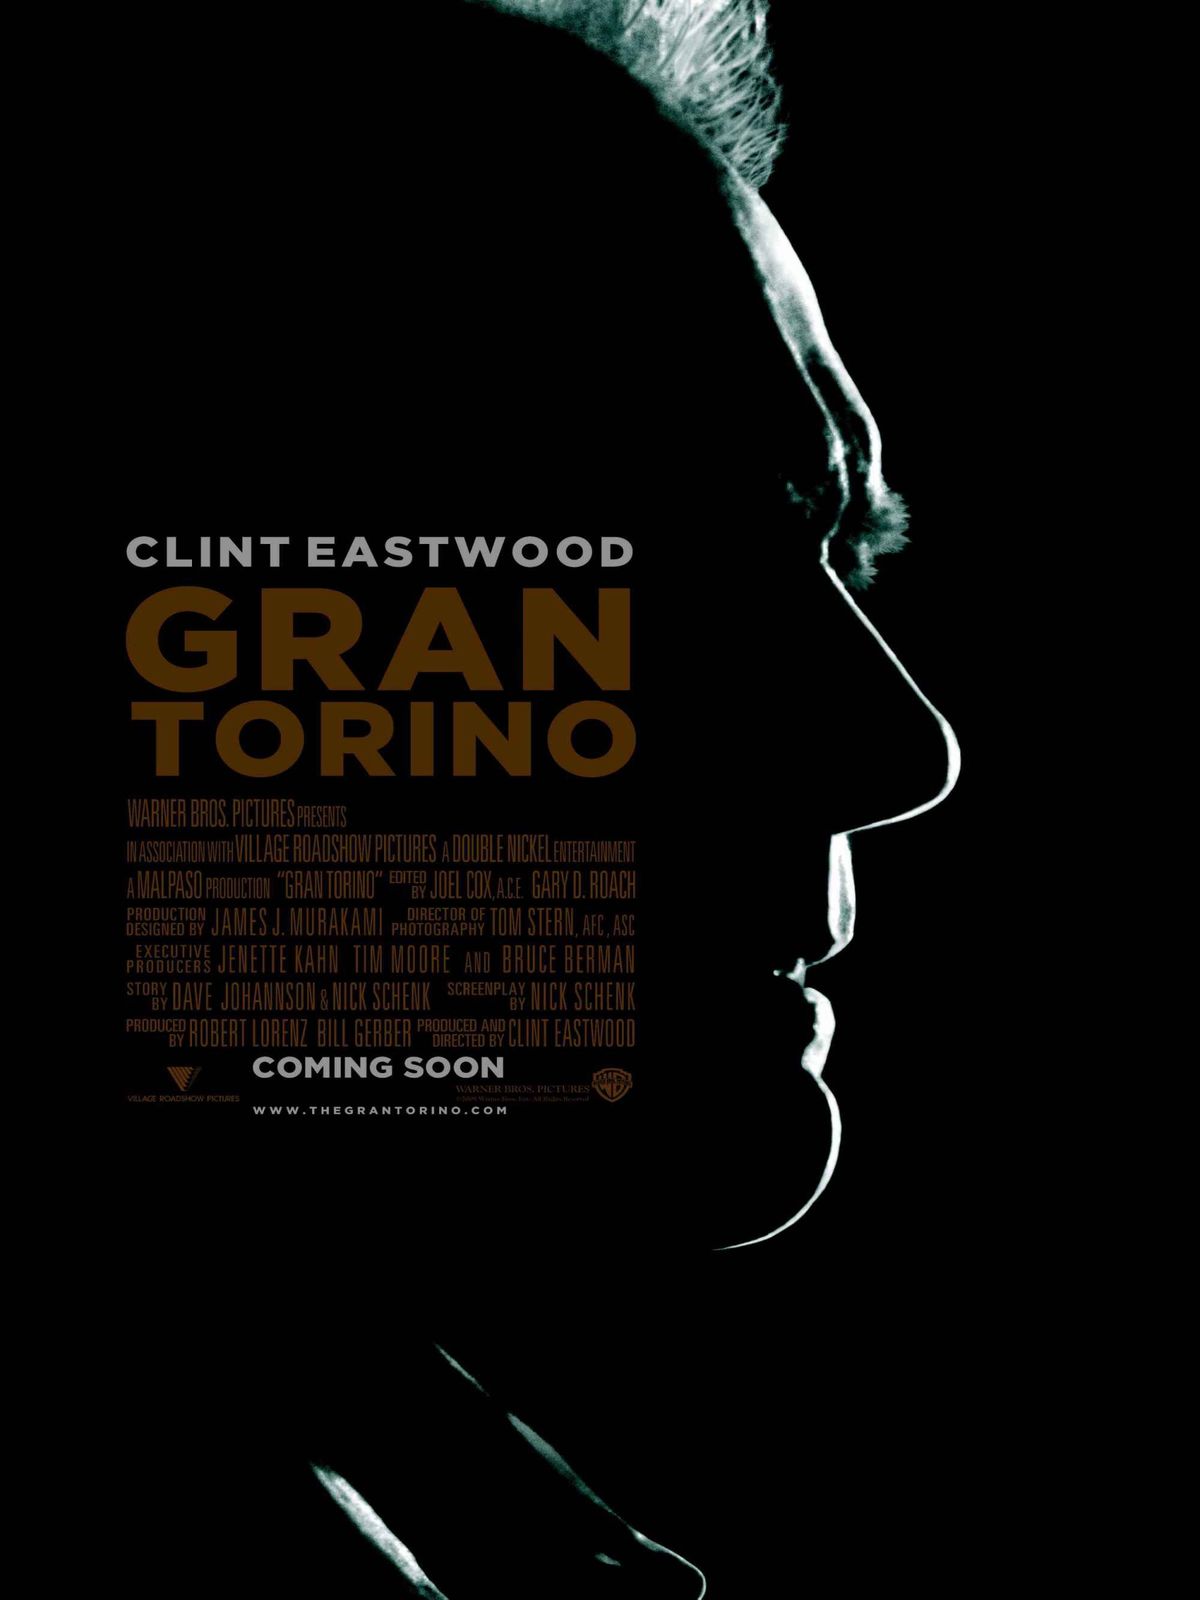 CLINT EASTWOOD
GRAN
TORINO
WARNER BROS. PICTURES PRESENTS
IN ASSOCIATION WITH VILLAGE ROADSHOW PICTURES A DOUBLE NICKEL ENTERTAINMENT
A MALPASO PRODUCTION "GRAN TORINO" EDITED BY JOEL COX, A.C.E. GARY D. ROACH
PRODUCTION DESIGNED BY JAMES J. MURAKAMI DIRECTOR OF PHOTOGRAPHY TOM STERN, AFC, ASC
EXECUTIVE PRODUCERS JENETTE KAHN TIM MOORE AND BRUCE BERMAN
STORY BY DAVE JOHANNSON & NICK SCHENK SCREENPLAY BY NICK SCHENK
PRODUCED BY ROBERT LORENZ BILL GERBER PRODUCED AND DIRECTED BY CLINT EASTWOOD
COMING SOON
VILLAGE ROADSHOW PICTURES
WARNER BROS. PICTURES
WB
WWW.THEGRANTORINO.COM